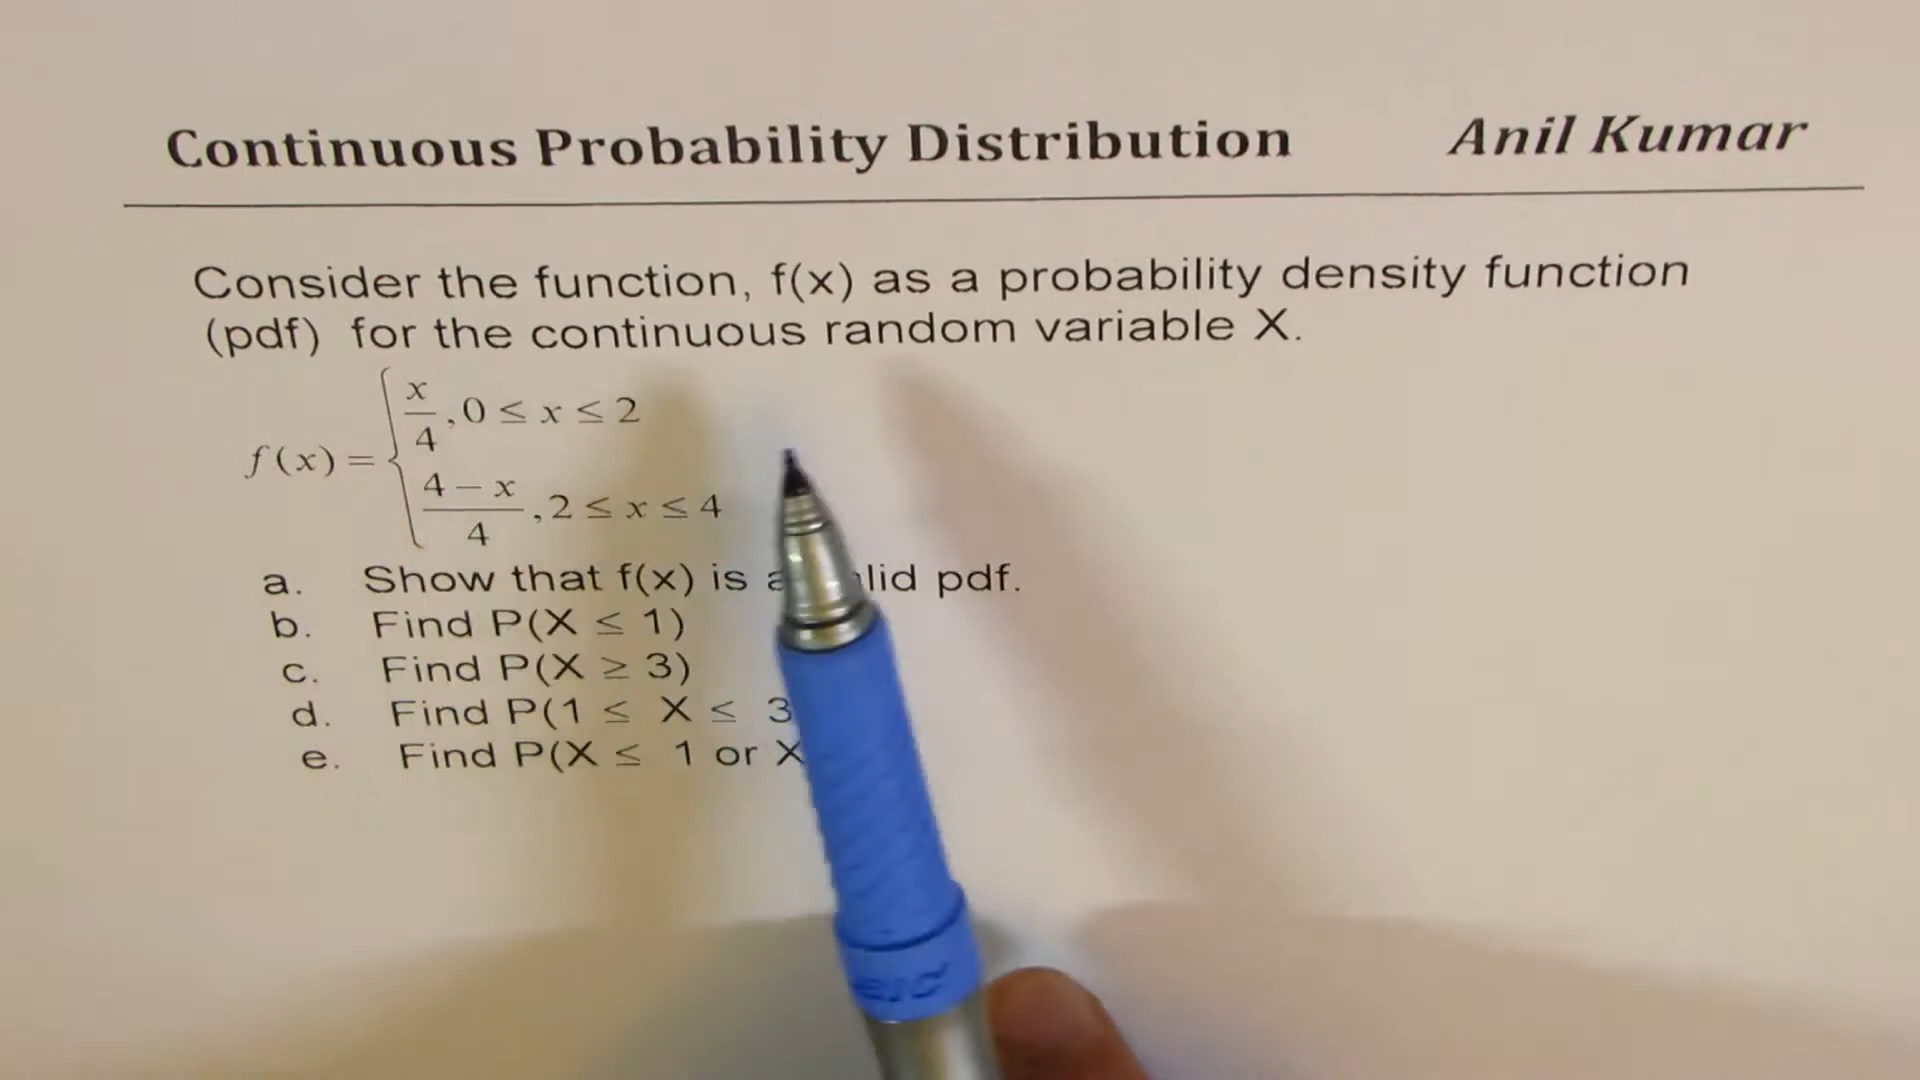 Continuous Probability Distribution Anil Kumar
Consider the function, f(x) as a probability density function
(pdf) for the continuous random variable X.
f(x) = { x/4 , 0 ≤ x ≤ 2
4 − x/4 , 2 ≤ x ≤ 4
a. Show that f(x) is a lid pdf.
b. Find P(X ≤ 1)
c. Find P(X ≥ 3)
d. Find P(1 ≤ X ≤ 3
e. Find P(X ≤ 1 or X
BIC